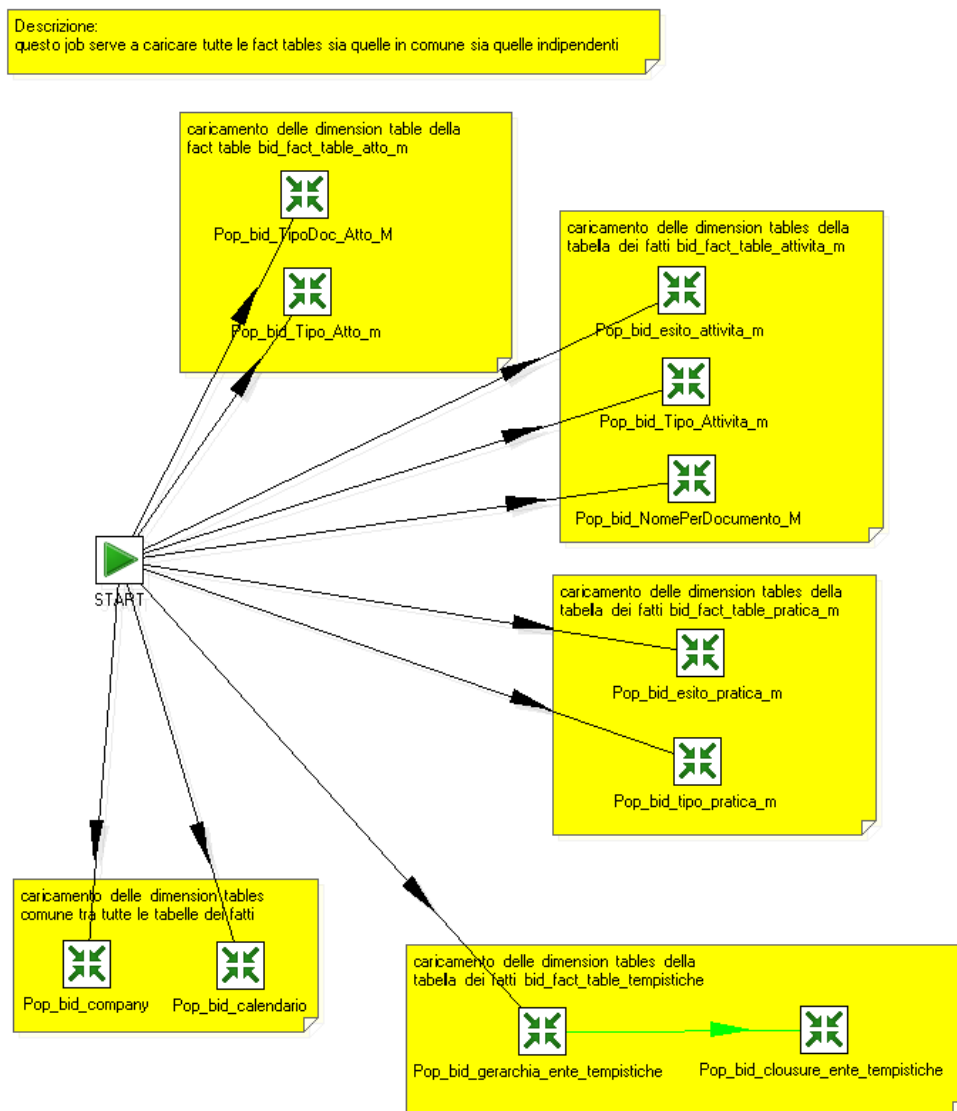 Descrizione:
questo job serve a caricare tutte le fact tables sia quelle in comune sia quelle indipendenti
caricamento delle dimension table della
fact table bid_fact_table_atto_m
Pop_bid_TipoDoc_Atto_M
Pop_bid_Tipo_Atto_m
caricamento delle dimension tables della
tabella dei fatti bid_fact_table_attivita_m
Pop_bid_esito_attivita_m
Pop_bid_Tipo_Attivita_m
Pop_bid_NomePerDocumento_M
START
caricamento delle dimension tables della
tabella dei fatti bid_fact_table_pratica_m
Pop_bid_esito_pratica_m
Pop_bid_tipo_pratica_m
caricamento delle dimension tables
comune tra tutte le tabelle dei fatti
Pop_bid_company
Pop_bid_calendario
caricamento delle dimension tables della
tabella dei fatti bid_fact_table_tempistiche
Pop_bid_gerarchia_ente_tempistiche
Pop_bid_clousure_ente_tempistiche